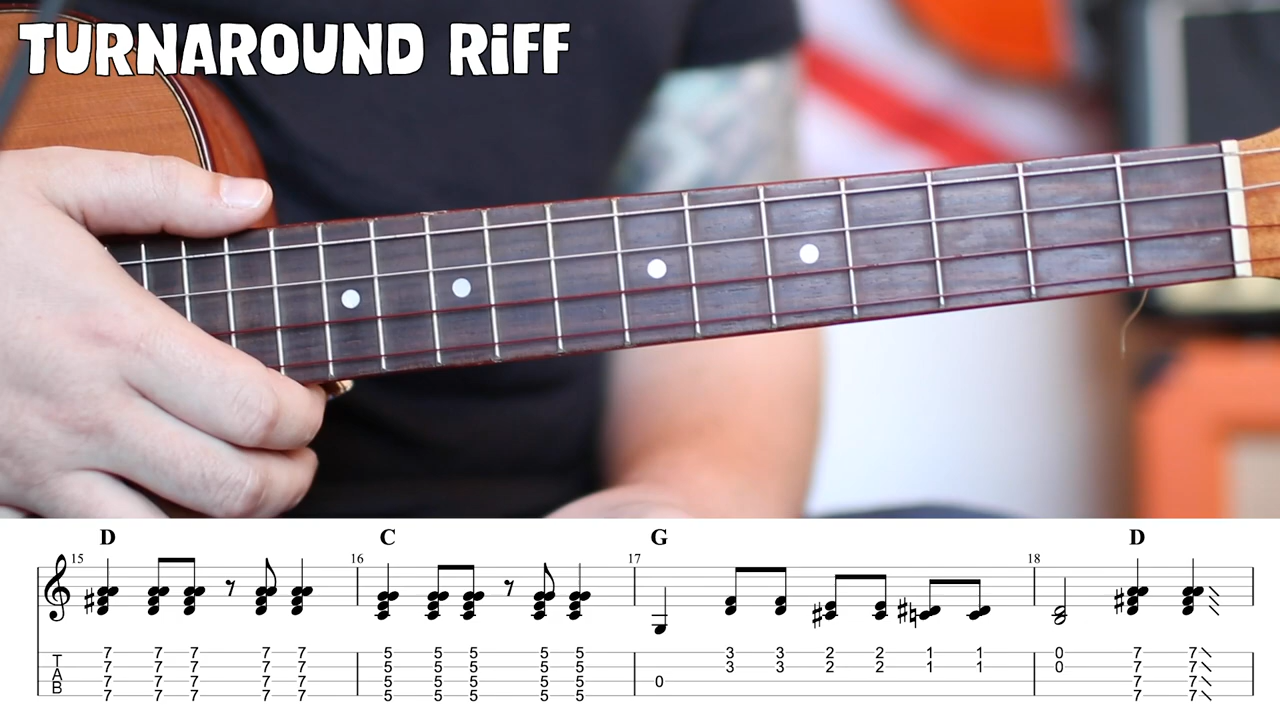 TURNAROUND RiFF
D C G D
15 16 17 18
T 7 7 7 7 7 5 5 5 5 5 3 3 2 2 1 1 0 7 7
A 7 7 7 7 7 5 5 5 5 5 3 3 2 2 1 1 0 7 7
B 7 7 7 7 7 5 5 5 5 5 0 7 7
7 7 7 7 7 5 5 5 5 5 7 7